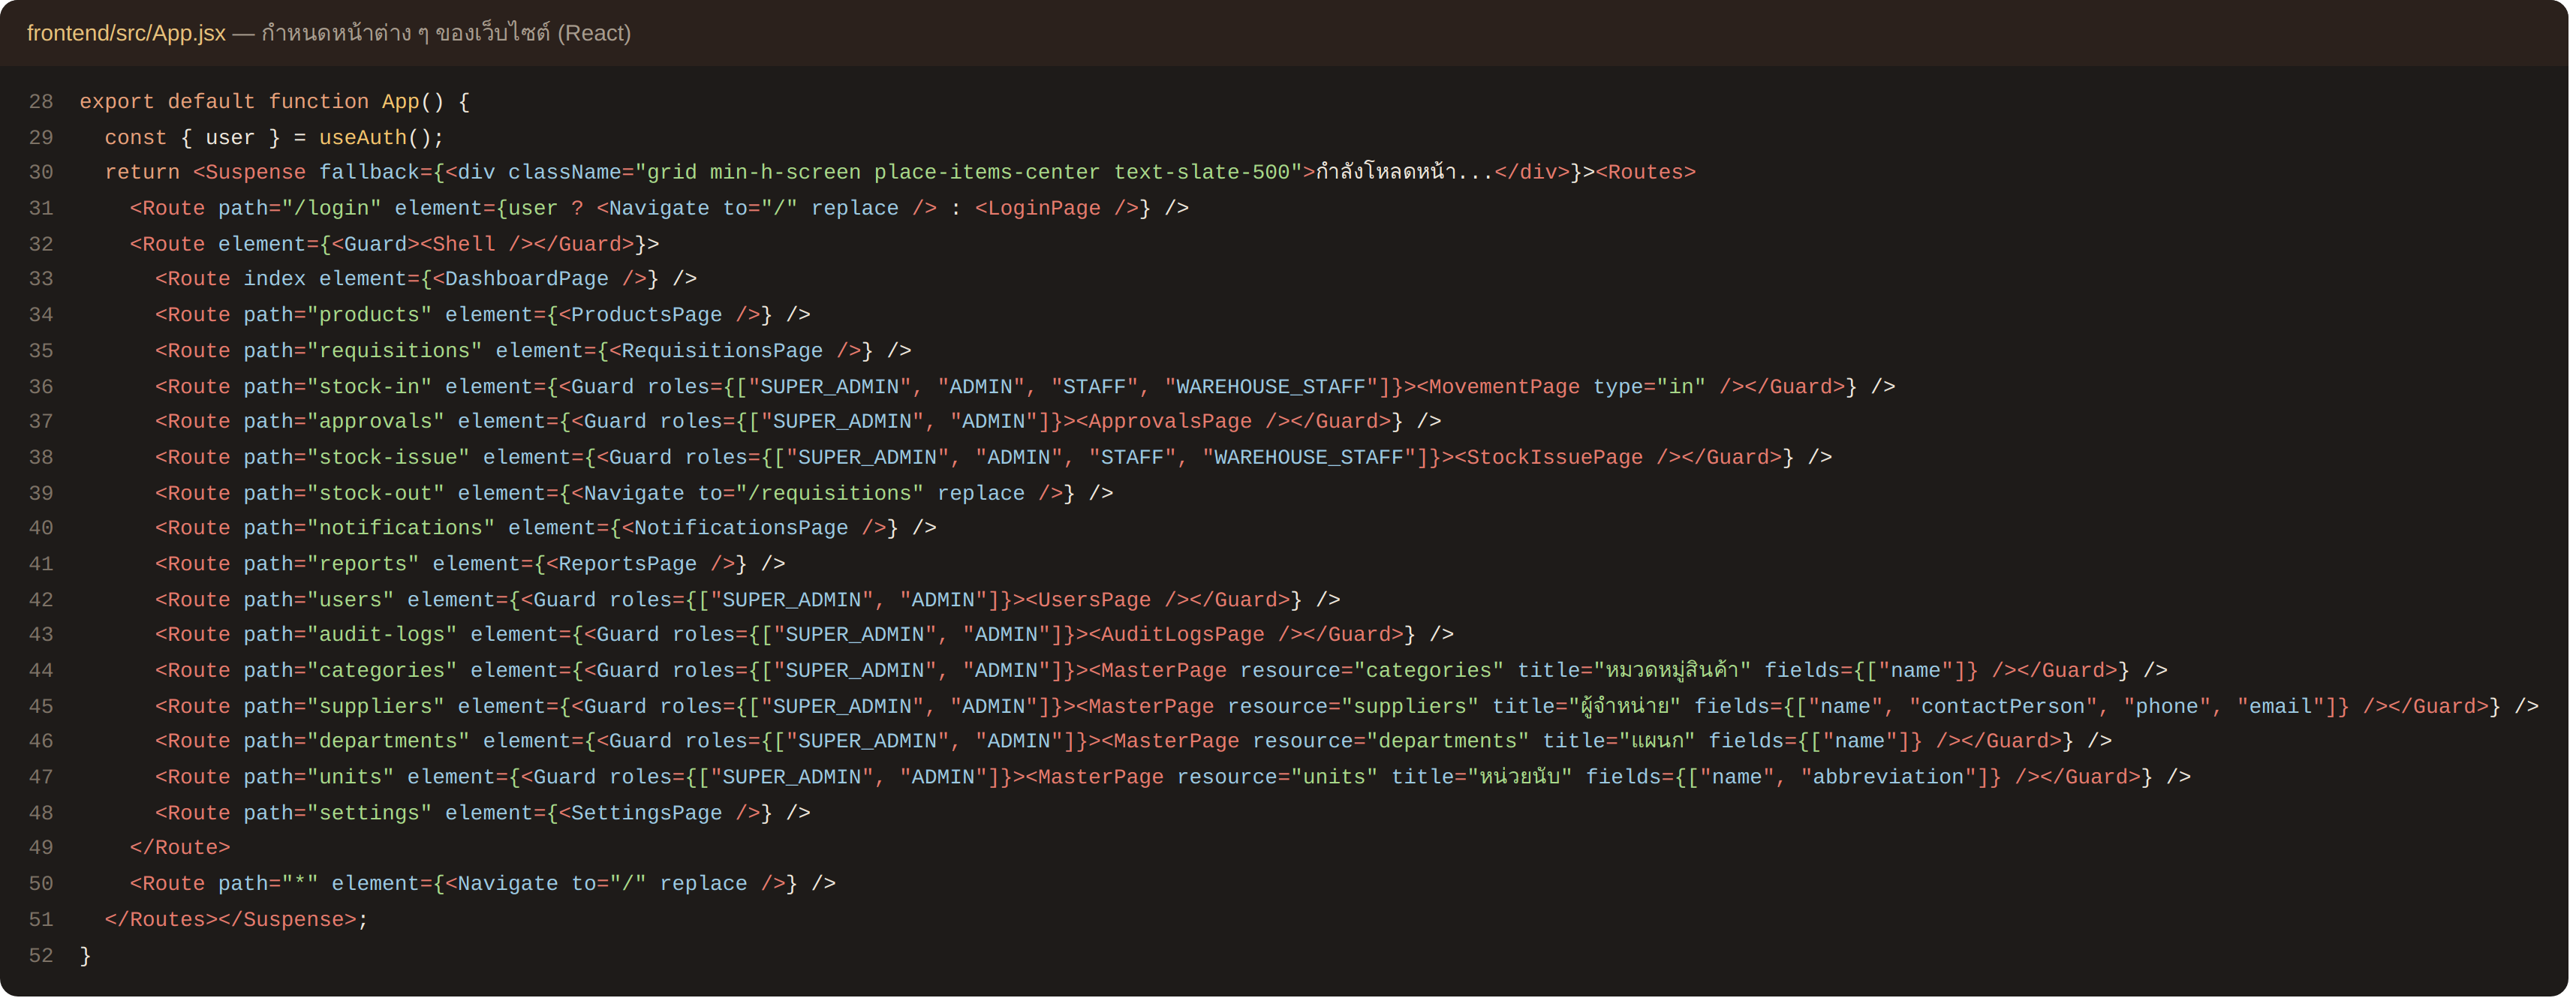 frontend/src/App.jsx — กำหนดหน้าต่าง ๆ ของเว็บไซต์ (React)
28 export default function App() {
29   const { user } = useAuth();
30   return <Suspense fallback={<div className="grid min-h-screen place-items-center text-slate-500">กำลังโหลดหน้า...</div>}><Routes>
31     <Route path="/login" element={user ? <Navigate to="/" replace /> : <LoginPage />} />
32     <Route element={<Guard><Shell /></Guard>}>
33       <Route index element={<DashboardPage />} />
34       <Route path="products" element={<ProductsPage />} />
35       <Route path="requisitions" element={<RequisitionsPage />} />
36       <Route path="stock-in" element={<Guard roles={["SUPER_ADMIN", "ADMIN", "STAFF", "WAREHOUSE_STAFF"]}><MovementPage type="in" /></Guard>} />
37       <Route path="approvals" element={<Guard roles={["SUPER_ADMIN", "ADMIN"]}><ApprovalsPage /></Guard>} />
38       <Route path="stock-issue" element={<Guard roles={["SUPER_ADMIN", "ADMIN", "STAFF", "WAREHOUSE_STAFF"]}><StockIssuePage /></Guard>} />
39       <Route path="stock-out" element={<Navigate to="/requisitions" replace />} />
40       <Route path="notifications" element={<NotificationsPage />} />
41       <Route path="reports" element={<ReportsPage />} />
42       <Route path="users" element={<Guard roles={["SUPER_ADMIN", "ADMIN"]}><UsersPage /></Guard>} />
43       <Route path="audit-logs" element={<Guard roles={["SUPER_ADMIN", "ADMIN"]}><AuditLogsPage /></Guard>} />
44       <Route path="categories" element={<Guard roles={["SUPER_ADMIN", "ADMIN"]}><MasterPage resource="categories" title="หมวดหมู่สินค้า" fields={["name"]} /></Guard>} />
45       <Route path="suppliers" element={<Guard roles={["SUPER_ADMIN", "ADMIN"]}><MasterPage resource="suppliers" title="ผู้จำหน่าย" fields={["name", "contactPerson", "phone", "email"]} /></Guard>} />
46       <Route path="departments" element={<Guard roles={["SUPER_ADMIN", "ADMIN"]}><MasterPage resource="departments" title="แผนก" fields={["name"]} /></Guard>} />
47       <Route path="units" element={<Guard roles={["SUPER_ADMIN", "ADMIN"]}><MasterPage resource="units" title="หน่วยนับ" fields={["name", "abbreviation"]} /></Guard>} />
48       <Route path="settings" element={<SettingsPage />} />
49     </Route>
50     <Route path="*" element={<Navigate to="/" replace />} />
51   </Routes></Suspense>;
52 }